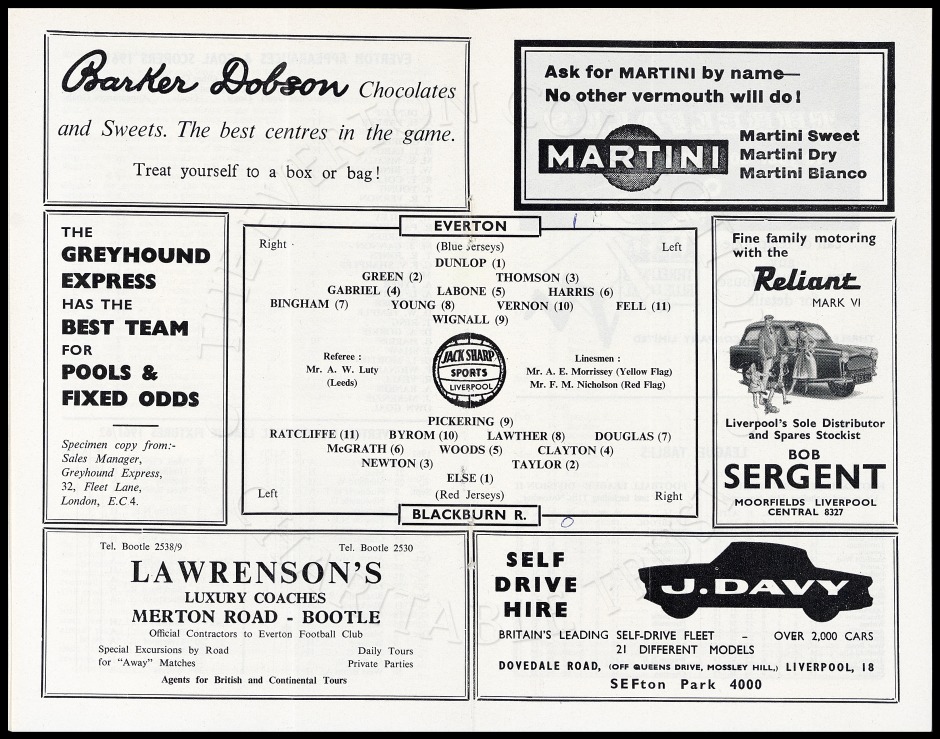 Barker Dobson Chocolates
and Sweets. The best centres in the game.
Treat yourself to a box or bag!
Ask for MARTINI by name—
No other vermouth will do!
MARTINI
Martini Sweet
Martini Dry
Martini Bianco
THE
GREYHOUND
EXPRESS
HAS THE
BEST TEAM
FOR
POOLS &
FIXED ODDS
Specimen copy from:-
Sales Manager,
Greyhound Express,
32, Fleet Lane,
London, E.C 4.
EVERTON
1
Right
(Blue Jerseys)
Left
DUNLOP (1)
GREEN (2) THOMSON (3)
GABRIEL (4) LABONE (5) HARRIS (6)
BINGHAM (7) YOUNG (8) VERNON (10) FELL (11)
WIGNALL (9)
Referee :
Mr. A. W. Luty
(Leeds)
JACK SHARP
SPORTS
LIVERPOOL
Linesmen :
Mr. A. E. Morrissey (Yellow Flag)
Mr. F. M. Nicholson (Red Flag)
PICKERING (9)
RATCLIFFE (11) BYROM (10) LAWTHER (8) DOUGLAS (7)
McGRATH (6) WOODS (5) CLAYTON (4)
NEWTON (3) TAYLOR (2)
ELSE (1)
Left
(Red Jerseys)
Right
BLACKBURN R.
0
Fine family motoring
with the
Reliant
MARK VI
Liverpool's Sole Distributor
and Spares Stockist
BOB
SERGENT
MOORFIELDS LIVERPOOL
CENTRAL 8327
Tel. Bootle 2538/9 Tel. Bootle 2530
LAWRENSON'S
LUXURY COACHES
MERTON ROAD - BOOTLE
Official Contractors to Everton Football Club
Special Excursions by Road
for "Away" Matches
Daily Tours
Private Parties
Agents for British and Continental Tours
SELF
DRIVE
HIRE
J. DAVY
BRITAIN'S LEADING SELF-DRIVE FLEET – OVER 2,000 CARS
21 DIFFERENT MODELS
DOVEDALE ROAD, (OFF QUEENS DRIVE, MOSSLEY HILL,) LIVERPOOL, 18
SEFton Park 4000